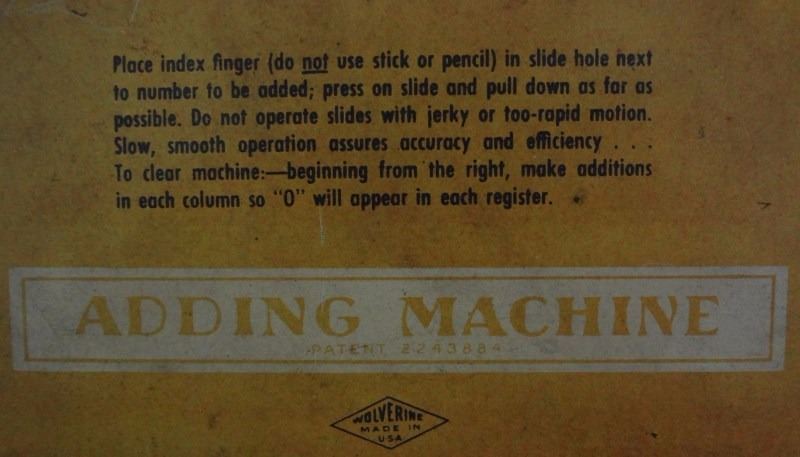 Place index finger (do not use stick or pencil) in slide hole next
to number to be added; press on slide and pull down as far as
possible. Do not operate slides with jerky or too-rapid motion.
Slow, smooth operation assures accuracy and efficiency . . .
To clear machine:—beginning from the right, make additions
in each column so "0" will appear in each register.
ADDING MACHINE
PATENT 2243884
WOLVERINE
MADE IN
USA